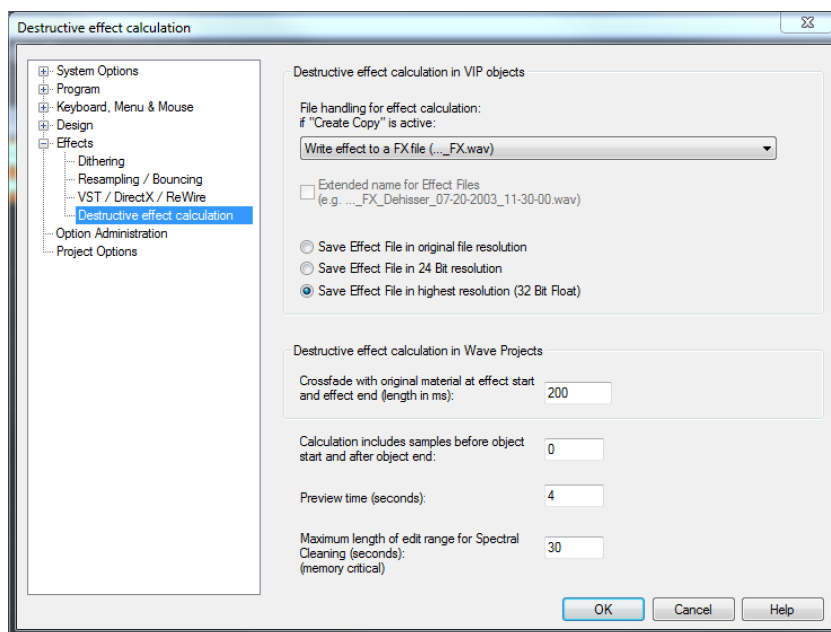 Destructive effect calculation
System Options
Program
Keyboard, Menu & Mouse
Design
Effects
Dithering
Resampling / Bouncing
VST / DirectX / ReWire
Destructive effect calculation
Option Administration
Project Options
Destructive effect calculation in VIP objects
File handling for effect calculation:
if "Create Copy" is active:
Write effect to a FX file (..._FX.wav)
Extended name for Effect Files
(e.g. ..._FX_Dehisser_07-20-2003_11-30-00.wav)
Save Effect File in original file resolution
Save Effect File in 24 Bit resolution
Save Effect File in highest resolution (32 Bit Float)
Destructive effect calculation in Wave Projects
Crossfade with original material at effect start
and effect end (length in ms):
200
Calculation includes samples before object
start and after object end:
0
Preview time (seconds):
4
Maximum length of edit range for Spectral
Cleaning (seconds):
(memory critical)
30
OK
Cancel
Help